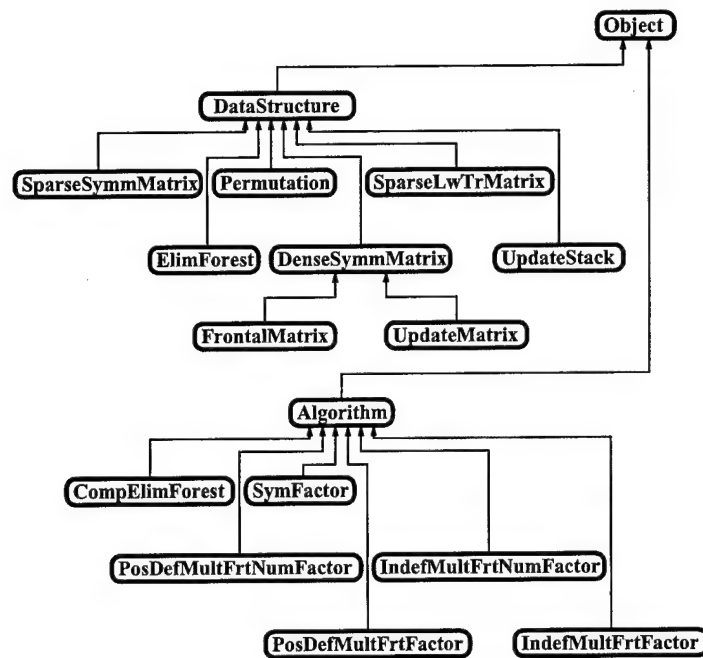 Object
DataStructure
SparseSymmMatrix
Permutation
SparseLwTrMatrix
ElimForest
DenseSymmMatrix
UpdateStack
FrontalMatrix
UpdateMatrix
Algorithm
CompElimForest
SymFactor
PosDefMultFrtNumFactor
IndefMultFrtNumFactor
PosDefMultFrtFactor
IndefMultFrtFactor